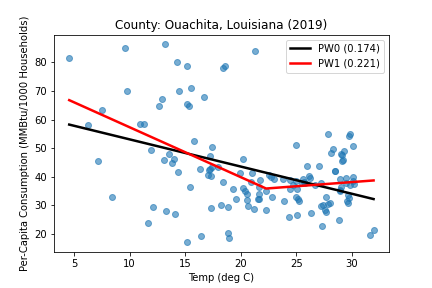 County: Ouachita, Louisiana (2019)
PW0 (0.174)
PW1 (0.221)
Per-Capita Consumption (MMBtu/1000 Households)
80
70
60
50
40
30
20
5 10 15 20 25 30
Temp (deg C)